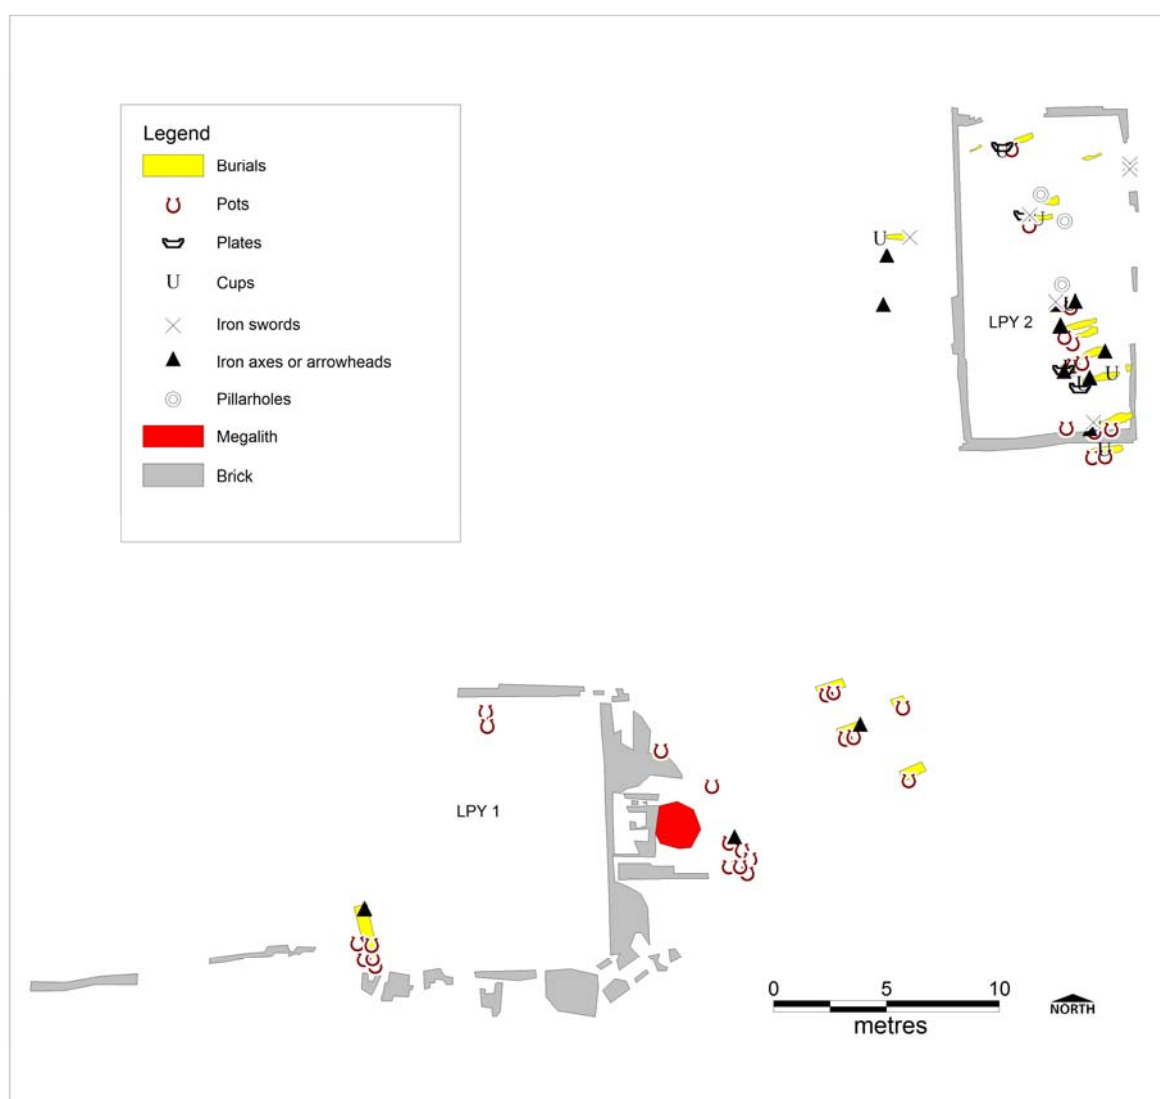 Legend
Burials
Pots
Plates
U Cups
Iron swords
Iron axes or arrowheads
Pillarholes
Megalith
Brick
LPY 2
LPY 1
0 5 10
metres
NORTH